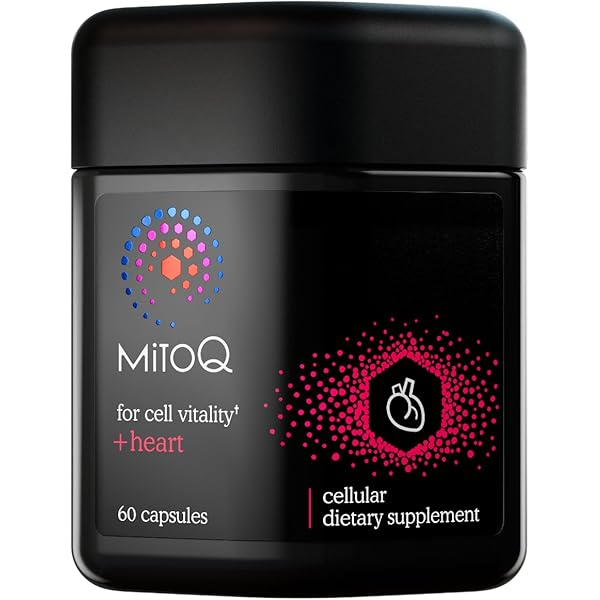 MiTOQ
for cell vitality†
+heart
60 capsules
cellular
dietary supplement